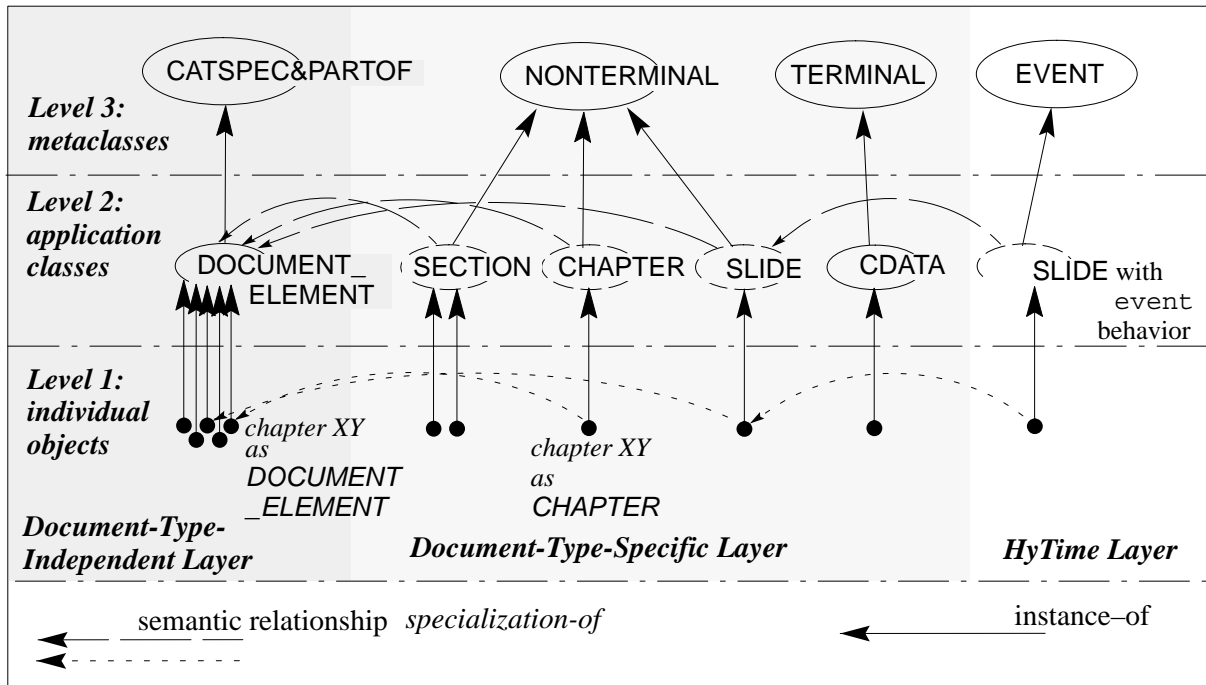 CATSPEC&PARTOF
NONTERMINAL
TERMINAL
EVENT
Level 3:
metaclasses
Level 2:
application
classes
DOCUMENT_
ELEMENT
SECTION
CHAPTER
SLIDE
CDATA
SLIDE with
event
behavior
Level 1:
individual
objects
chapter XY
as
DOCUMENT
_ELEMENT
chapter XY
as
CHAPTER
Document-Type-
Independent Layer
Document-Type-Specific Layer
HyTime Layer
semantic relationship specialization-of
instance–of